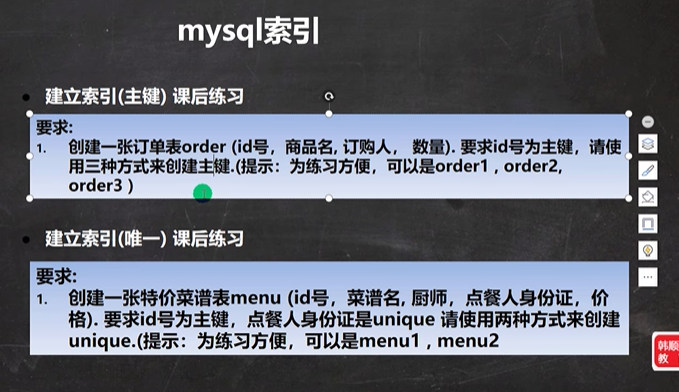 mysql索引
建立索引(主键) 课后练习
要求:
1. 创建一张订单表order (id号，商品名, 订购人， 数量). 要求id号为主键，请使
用三种方式来创建主键.(提示：为练习方便，可以是order1 , order2,
order3 )
建立索引(唯一) 课后练习
要求:
1. 创建一张特价菜谱表menu (id号，菜谱名, 厨师，点餐人身份证，价
格). 要求id号为主键，点餐人身份证是unique 请使用两种方式来创建
unique.(提示：为练习方便，可以是menu1 , menu2
韩顺
教